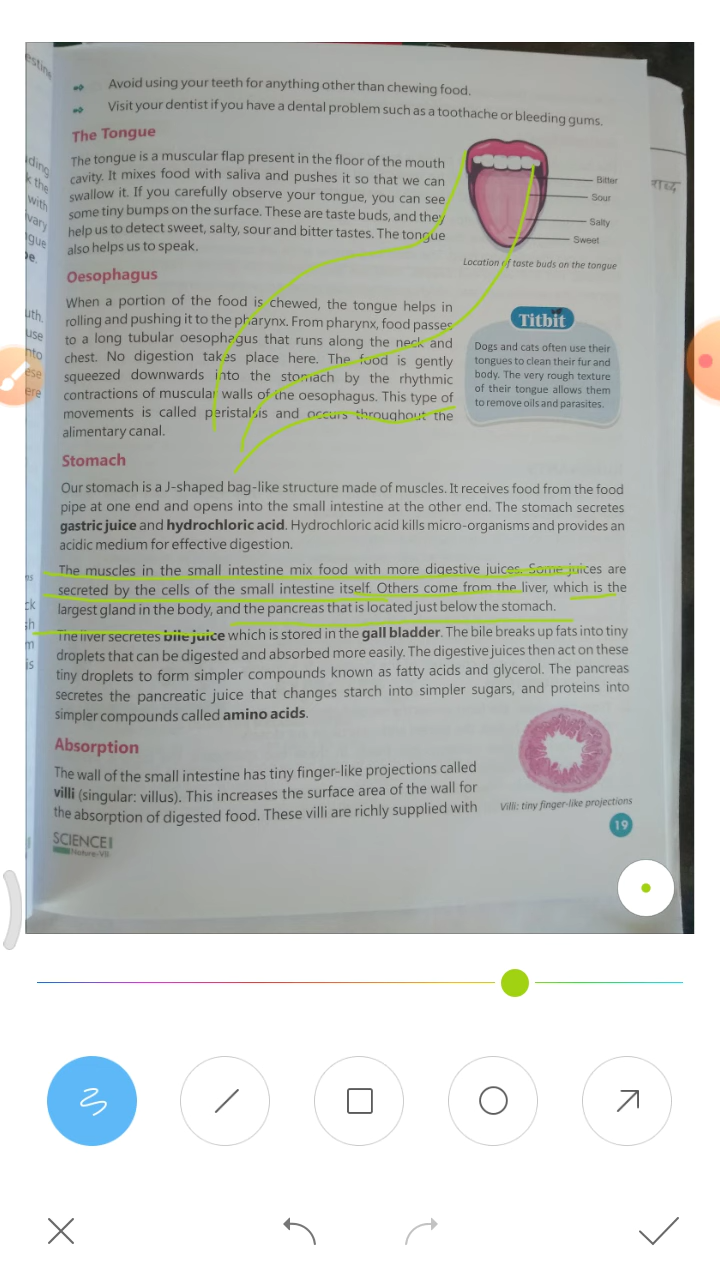 Avoid using your teeth for anything other than chewing food.
Visit your dentist if you have a dental problem such as a toothache or bleeding gums.
The Tongue
The tongue is a muscular flap present in the floor of the mouth
cavity. It mixes food with saliva and pushes it so that we can
swallow it. If you carefully observe your tongue, you can see
some tiny bumps on the surface. These are taste buds, and they
help us to detect sweet, salty, sour and bitter tastes. The tongue
also helps us to speak.
Bitter
Sour
Salty
Sweet
Location of taste buds on the tongue
Oesophagus
When a portion of the food is chewed, the tongue helps in
rolling and pushing it to the pharynx. From pharynx, food passes
to a long tubular oesophagus that runs along the neck and
chest. No digestion takes place here. The food is gently
squeezed downwards into the stomach by the rhythmic
contractions of muscular walls of the oesophagus. This type of
movements is called peristalsis and occurs throughout the
alimentary canal.
Titbit
Dogs and cats often use their
tongues to clean their fur and
body. The very rough texture
of their tongue allows them
to remove oils and parasites.
Stomach
Our stomach is a J-shaped bag-like structure made of muscles. It receives food from the food
pipe at one end and opens into the small intestine at the other end. The stomach secretes
gastric juice and hydrochloric acid. Hydrochloric acid kills micro-organisms and provides an
acidic medium for effective digestion.
The muscles in the small intestine mix food with more digestive juices. Some juices are
secreted by the cells of the small intestine itself. Others come from the liver, which is the
largest gland in the body, and the pancreas that is located just below the stomach.
The liver secretes bile juice which is stored in the gall bladder. The bile breaks up fats into tiny
droplets that can be digested and absorbed more easily. The digestive juices then act on these
tiny droplets to form simpler compounds known as fatty acids and glycerol. The pancreas
secretes the pancreatic juice that changes starch into simpler sugars, and proteins into
simpler compounds called amino acids.
Absorption
The wall of the small intestine has tiny finger-like projections called
villi (singular: villus). This increases the surface area of the wall for
the absorption of digested food. These villi are richly supplied with
Villi: tiny finger-like projections
19
SCIENCE
Nature-VII